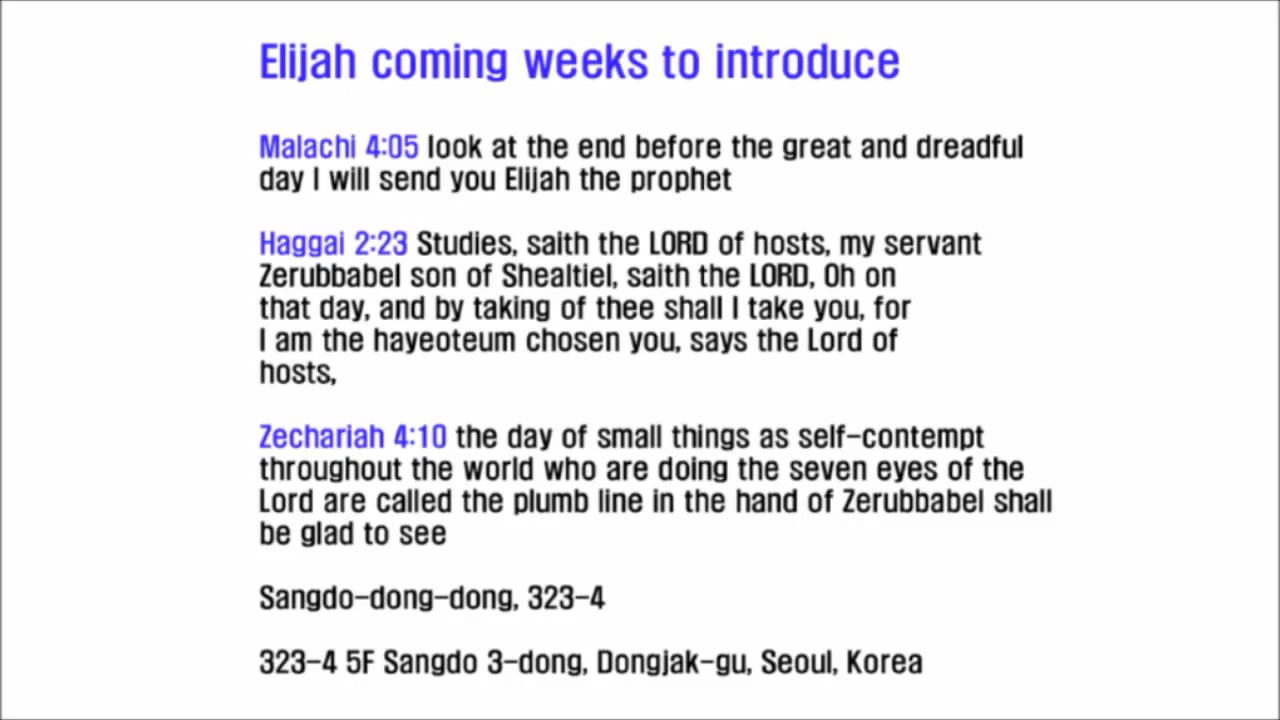 Elijah coming weeks to introduce
Malachi 4:05 look at the end before the great and dreadful
day I will send you Elijah the prophet
Haggai 2:23 Studies, saith the LORD of hosts, my servant
Zerubbabel son of Shealtiel, saith the LORD, Oh on
that day, and by taking of thee shall I take you, for
I am the hayeoteum chosen you, says the Lord of
hosts,
Zechariah 4:10 the day of small things as self-contempt
throughout the world who are doing the seven eyes of the
Lord are called the plumb line in the hand of Zerubbabel shall
be glad to see
Sangdo-dong-dong, 323-4
323-4 5F Sangdo 3-dong, Dongjak-gu, Seoul, Korea